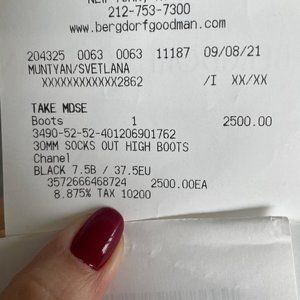 212-753-7300
www.bergdorfgoodman.com
204325 0063 0063 11187 09/08/21
MUNTYAN/SVETLANA
XXXXXXXXXXXX2862 /I XX/XX
TAKE MDSE
Boots 1 2500.00
3490-52-52-401206901762
30MM SOCKS OUT HIGH BOOTS
Chanel
BLACK 7.5B / 37.5EU
3572666468724 2500.00EA
8.875% TAX 10200